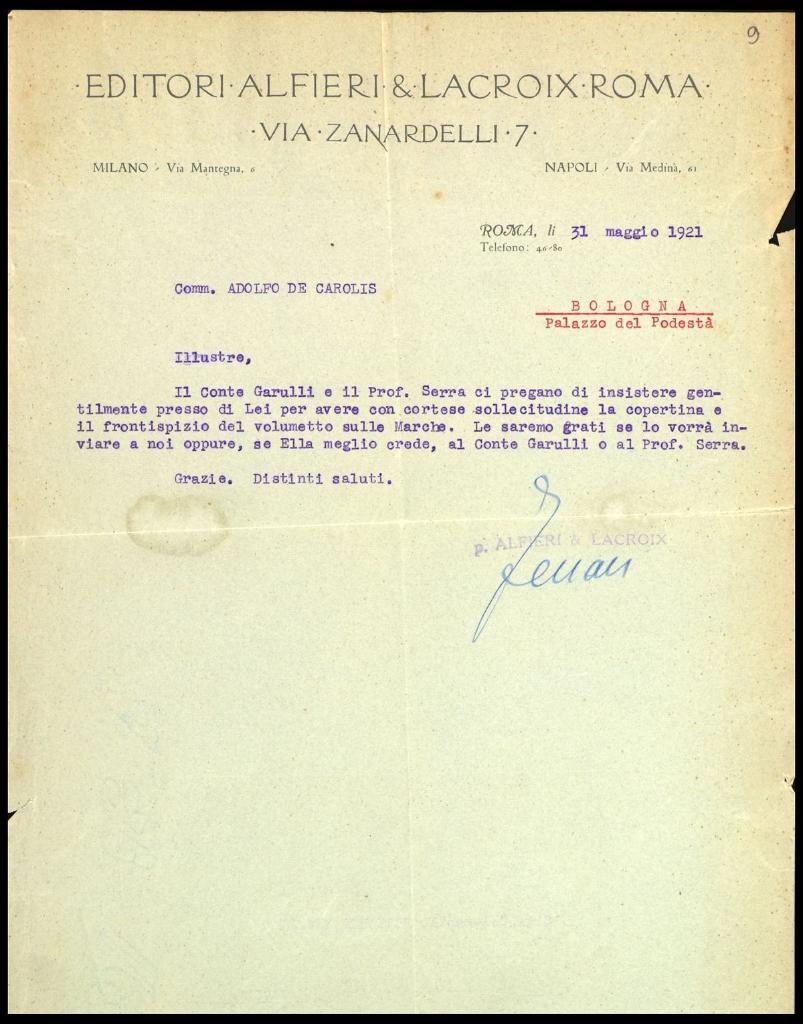 9
·EDITORI·ALFIERI·&·LACROIX·ROMA·
·VIA·ZANARDELLI·7·
MILANO - Via Mantegna, 6
NAPOLI - Via Medina, 61
ROMA, li 31 maggio 1921
Telefono: 40-80
Comm. ADOLFO DE CAROLIS
BOLOGNA
Palazzo del Podestà
Illustre,
Il Conte Garulli e il Prof. Serra ci pregano di insistere gen-
tilmente presso di Lei per avere con cortese sollecitudine la copertina e
il frontispizio del volumetto sulle Marche. Le saremo grati se lo vorrà in-
viare a noi oppure, se Ella meglio crede, al Conte Garulli o al Prof. Serra.
Grazie. Distinti saluti.
p. ALFIERI & LACROIX